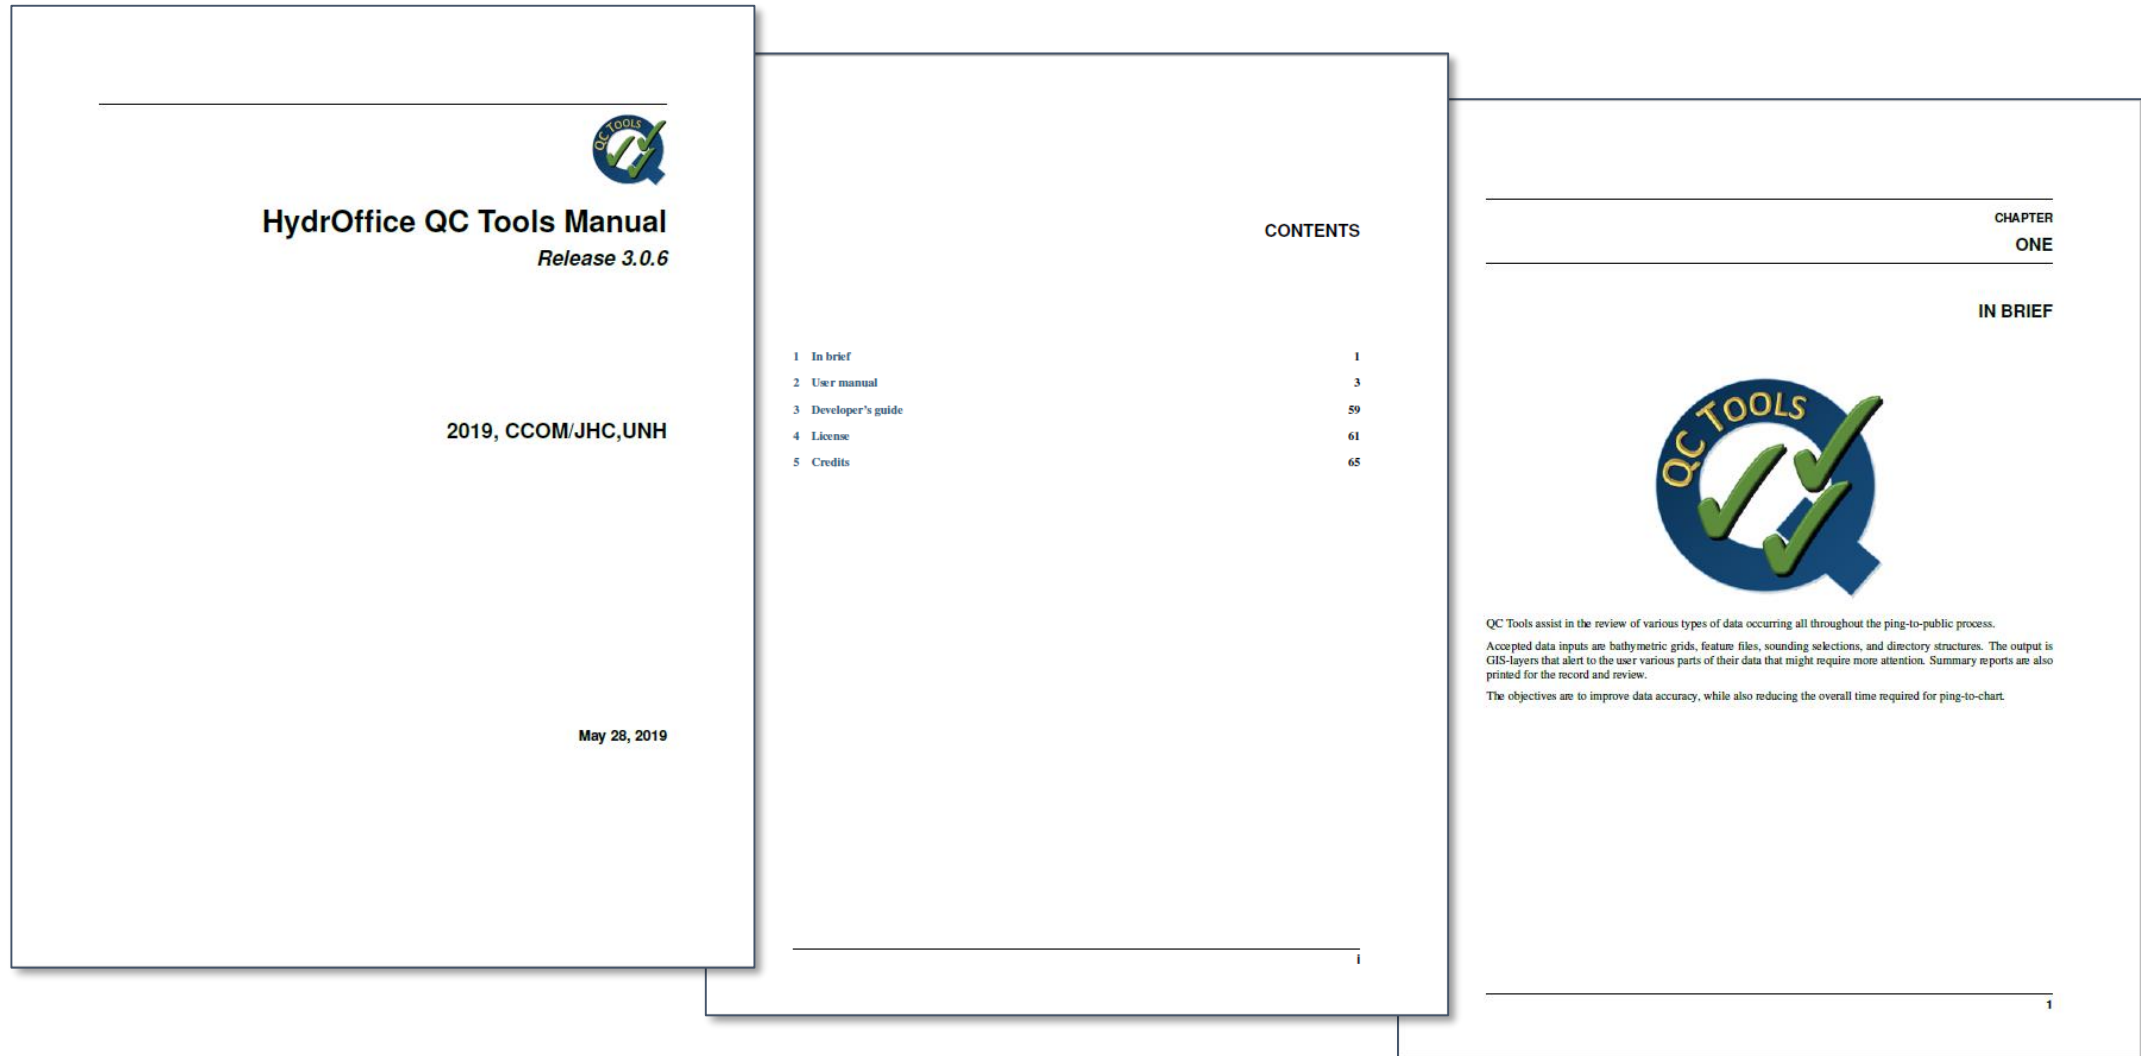 QC TOOLS
HydrOffice QC Tools Manual
Release 3.0.6
2019, CCOM/JHC,UNH
May 28, 2019
CONTENTS
1 In brief 1
2 User manual 3
3 Developer's guide 59
4 License 61
5 Credits 65
i
CHAPTER
ONE
IN BRIEF
QC TOOLS
QC Tools assist in the review of various types of data occurring all throughout the ping-to-public process.
Accepted data inputs are bathymetric grids, feature files, sounding selections, and directory structures. The output is
GIS-layers that alert to the user various parts of their data that might require more attention. Summary reports are also
printed for the record and review.
The objectives are to improve data accuracy, while also reducing the overall time required for ping-to-chart.
1